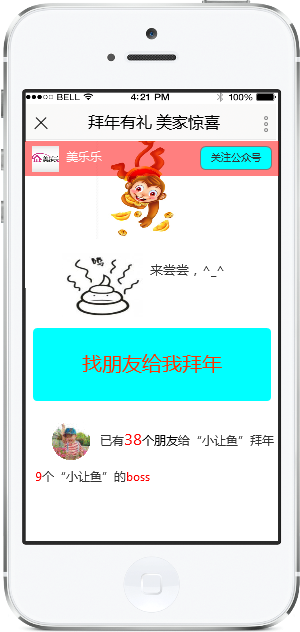 BELL
4:21 PM
100%
拜年有礼 美家惊喜
美乐乐
关注公众号
来尝尝，^_^
找朋友给我拜年
已有38个朋友给“小让鱼”拜年
9个“小让鱼”的boss